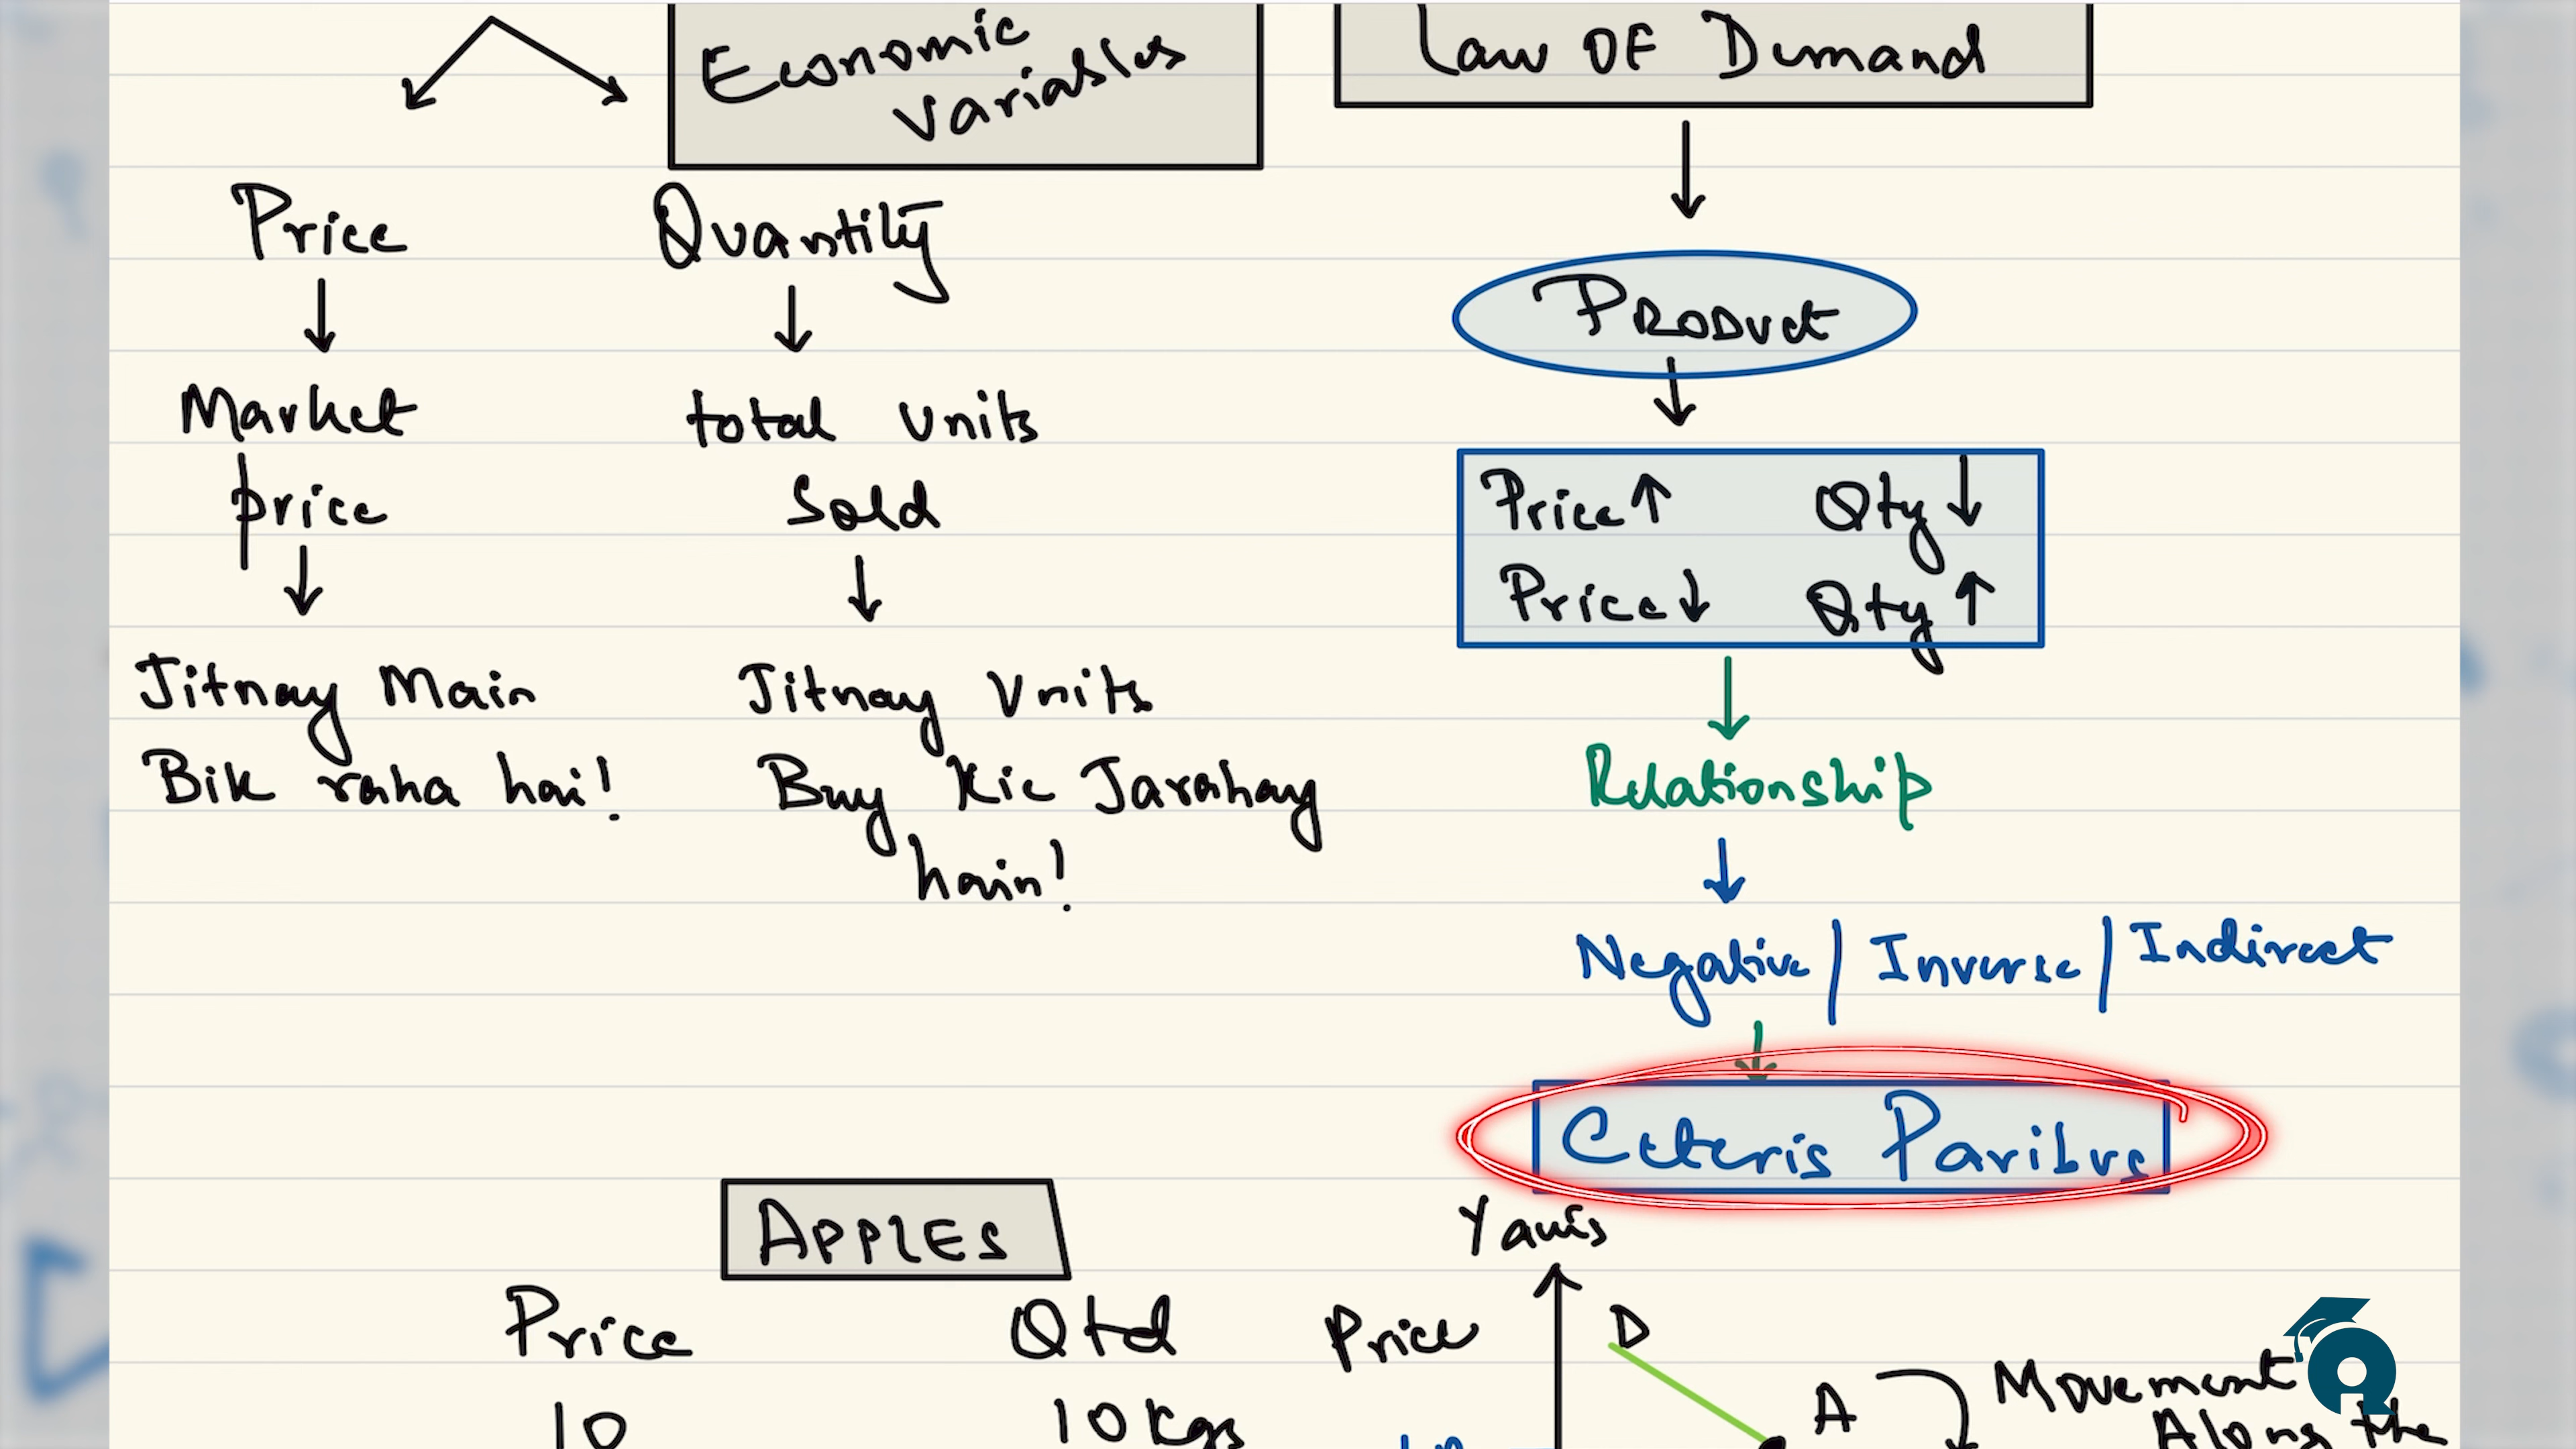 Economic
Variables
Price
Quantity
Market
price
total units
Sold
Jitnay Main
Bik raha hai!
Jitnay Units
Buy Kie Jarahay
hain!
Law OF Demand
PRODuct
Price↑ Qty↓
Price↓ Qty↑
Relationship
Negative / Inverse / Indirect
Ceteris Paribus
APPlES
Price Qtd
10 10 Kgs
Y axis
Price
D
A
Movement
Along the